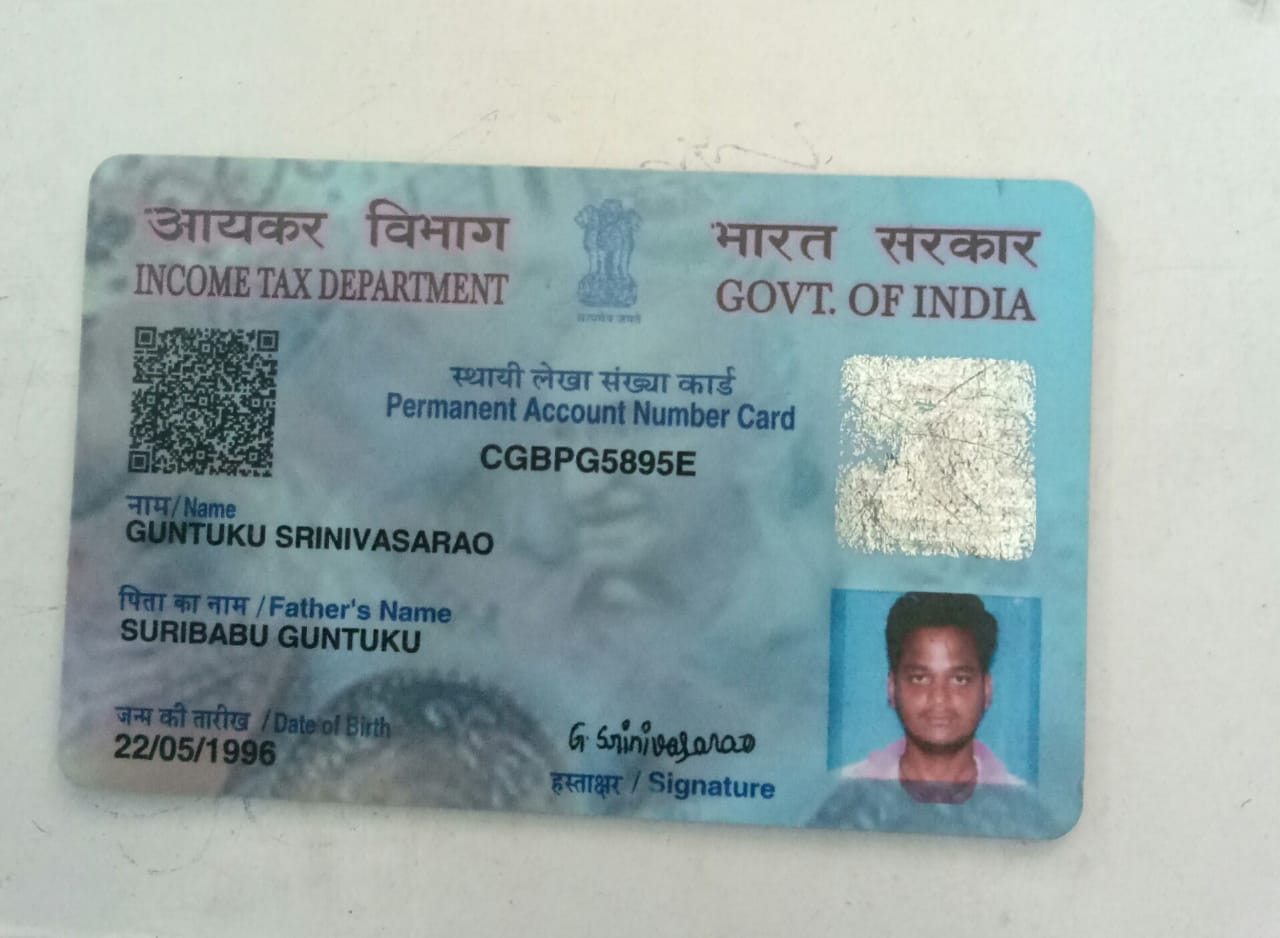 आयकर विभाग
INCOME TAX DEPARTMENT
सत्यमेव जयते
भारत सरकार
GOVT. OF INDIA
स्थायी लेखा संख्या कार्ड
Permanent Account Number Card
CGBPG5895E
नाम / Name
GUNTUKU SRINIVASARAO
पिता का नाम / Father's Name
SURIBABU GUNTUKU
जन्म की तारीख / Date of Birth
22/05/1996
G. Srinivasarao
हस्ताक्षर / Signature